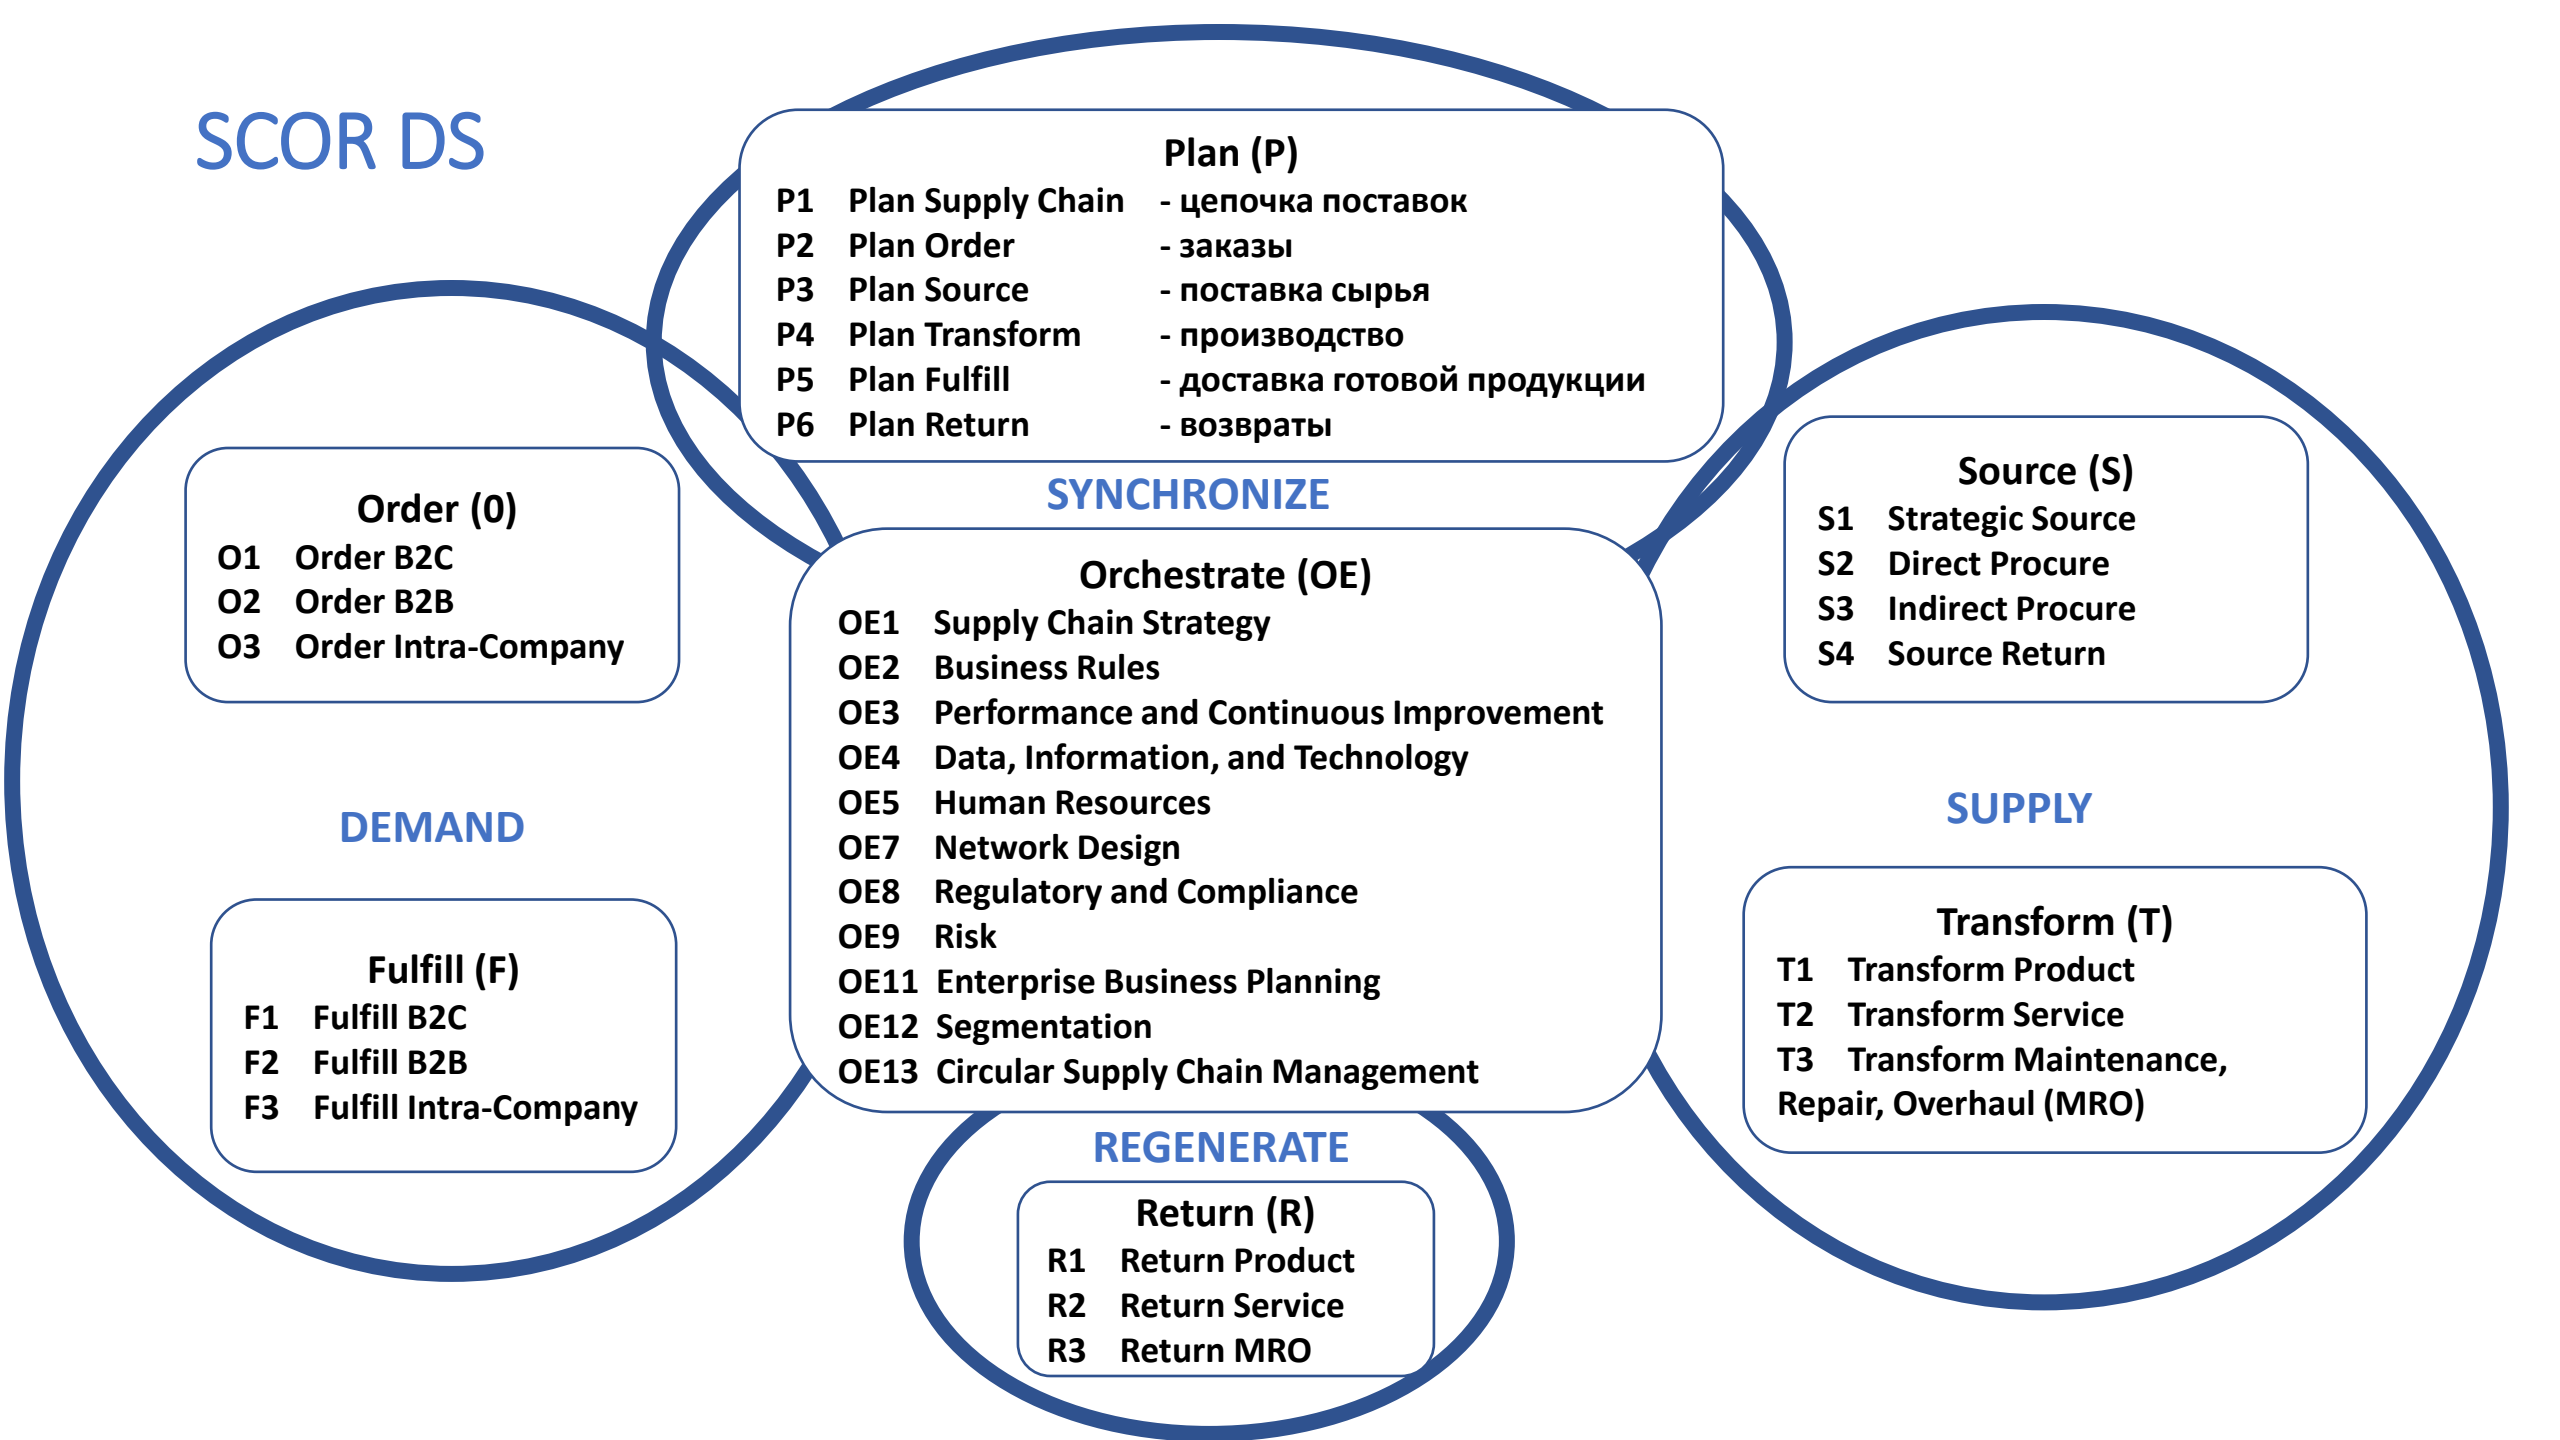 SCOR DS
Plan (P)
P1 Plan Supply Chain - цепочка поставок
P2 Plan Order - заказы
P3 Plan Source - поставка сырья
P4 Plan Transform - производство
P5 Plan Fulfill - доставка готовой продукции
P6 Plan Return - возвраты
SYNCHRONIZE
Order (0)
O1 Order B2C
O2 Order B2B
O3 Order Intra-Company
DEMAND
Fulfill (F)
F1 Fulfill B2C
F2 Fulfill B2B
F3 Fulfill Intra-Company
Orchestrate (OE)
OE1 Supply Chain Strategy
OE2 Business Rules
OE3 Performance and Continuous Improvement
OE4 Data, Information, and Technology
OE5 Human Resources
OE7 Network Design
OE8 Regulatory and Compliance
OE9 Risk
OE11 Enterprise Business Planning
OE12 Segmentation
OE13 Circular Supply Chain Management
Source (S)
S1 Strategic Source
S2 Direct Procure
S3 Indirect Procure
S4 Source Return
SUPPLY
Transform (T)
T1 Transform Product
T2 Transform Service
T3 Transform Maintenance,
Repair, Overhaul (MRO)
REGENERATE
Return (R)
R1 Return Product
R2 Return Service
R3 Return MRO